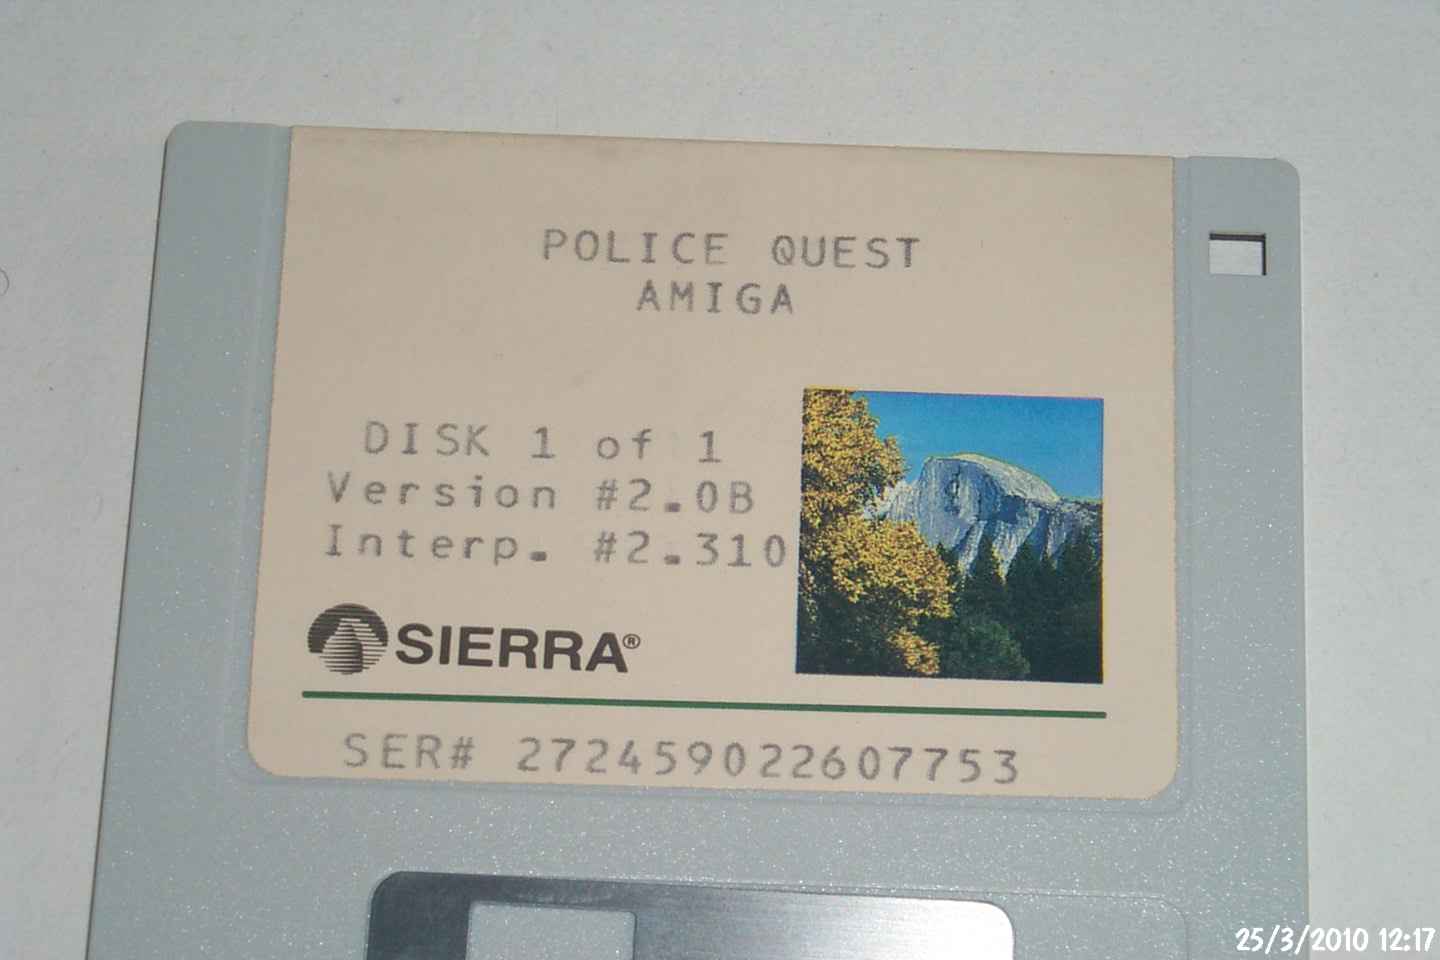 POLICE QUEST
AMIGA
DISK 1 of 1
Version #2.0B
Interp. #2.310
SIERRA®
SER# 272459022607753
25/3/2010 12:17